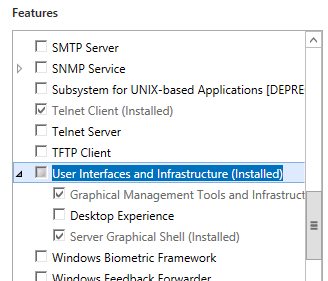 Features
SMTP Server
SNMP Service
Subsystem for UNIX-based Applications [DEPRE
Telnet Client (Installed)
Telnet Server
TFTP Client
User Interfaces and Infrastructure (Installed)
Graphical Management Tools and Infrastruct
Desktop Experience
Server Graphical Shell (Installed)
Windows Biometric Framework
Windows Feedback Forwarder